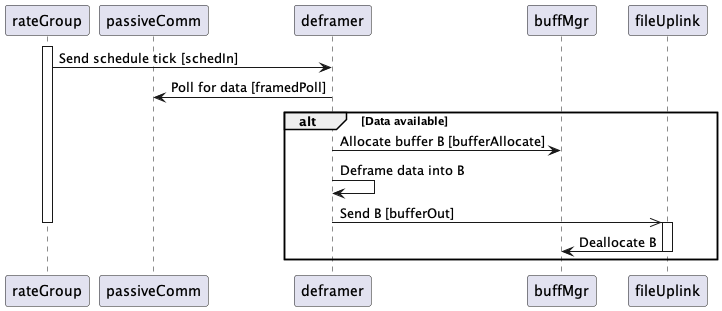 rateGroup passiveComm deframer buffMgr fileUplink
Send schedule tick [schedIn]
Poll for data [framedPoll]
alt [Data available]
Allocate buffer B [bufferAllocate]
Deframe data into B
Send B [bufferOut]
Deallocate B
rateGroup passiveComm deframer buffMgr fileUplink